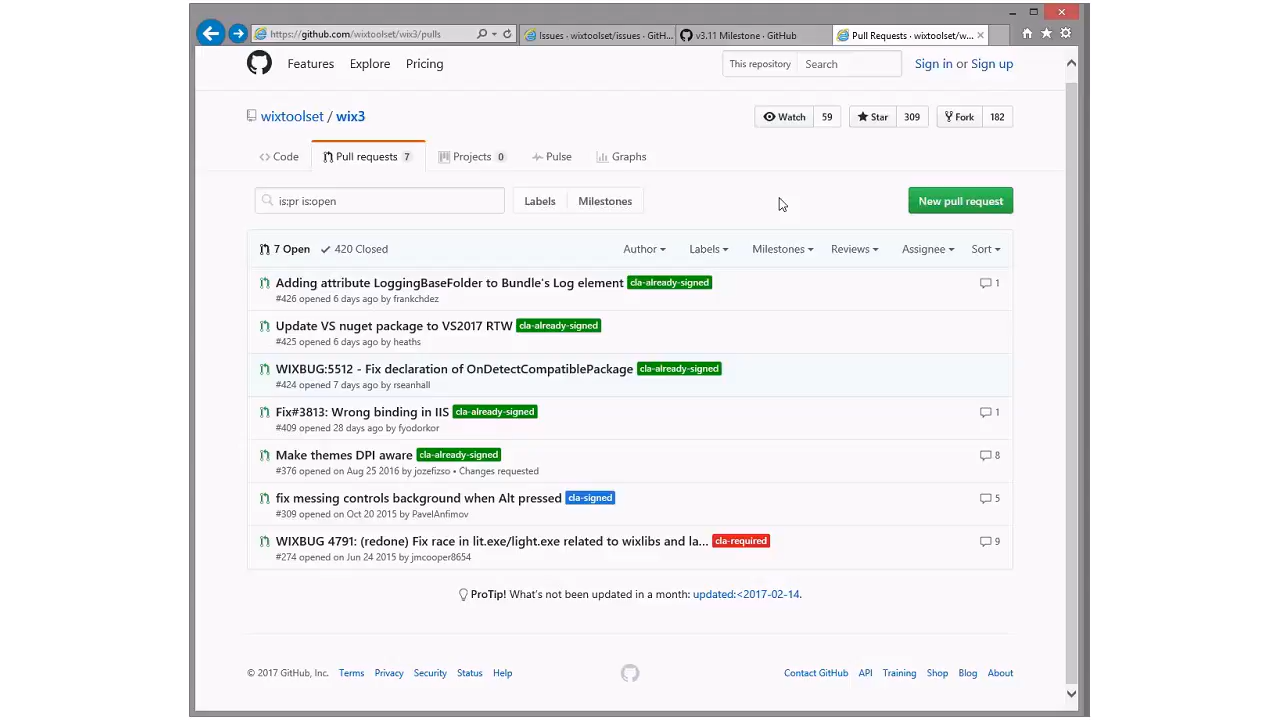 https://github.com/wixtoolset/wix3/pulls
Issues · wixtoolset/issues · GitH...
v3.11 Milestone · GitHub
Pull Requests · wixtoolset/w...
Features Explore Pricing
This repository Search
Sign in or Sign up
wixtoolset / wix3
Watch 59
Star 309
Fork 182
Code
Pull requests 7
Projects 0
Pulse
Graphs
is:pr is:open
Labels Milestones
New pull request
7 Open 420 Closed
Author Labels Milestones Reviews Assignee Sort
Adding attribute LoggingBaseFolder to Bundle's Log element cla-already-signed 1
#426 opened 6 days ago by frankchdez
Update VS nuget package to VS2017 RTW cla-already-signed
#425 opened 6 days ago by heaths
WIXBUG:5512 - Fix declaration of OnDetectCompatiblePackage cla-already-signed
#424 opened 7 days ago by rseanhall
Fix#3813: Wrong binding in IIS cla-already-signed 1
#409 opened 28 days ago by fyodorkor
Make themes DPI aware cla-already-signed 8
#376 opened on Aug 25 2016 by jozefizso • Changes requested
fix messing controls background when Alt pressed cla-signed 5
#309 opened on Oct 20 2015 by PavelAnfimov
WIXBUG 4791: (redone) Fix race in lit.exe/light.exe related to wixlibs and la... cla-required 9
#274 opened on Jun 24 2015 by jmcooper8654
ProTip! What's not been updated in a month: updated:<2017-02-14.
© 2017 GitHub, Inc. Terms Privacy Security Status Help
Contact GitHub API Training Shop Blog About